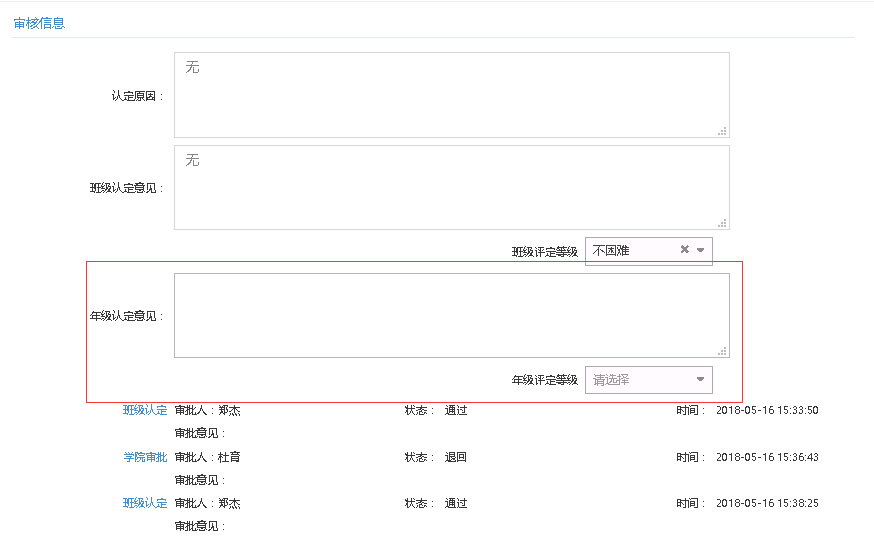 审核信息
无
认定原因：
无
班级认定意见：
班级评定等级 不困难
年级认定意见：
年级评定等级 请选择
班级认定 审批人：郑杰 状态： 通过 时间： 2018-05-16 15:33:50
审批意见：
学院审批 审批人：杜育 状态： 退回 时间： 2018-05-16 15:36:43
审批意见：
班级认定 审批人：郑杰 状态： 通过 时间： 2018-05-16 15:38:25
审批意见：